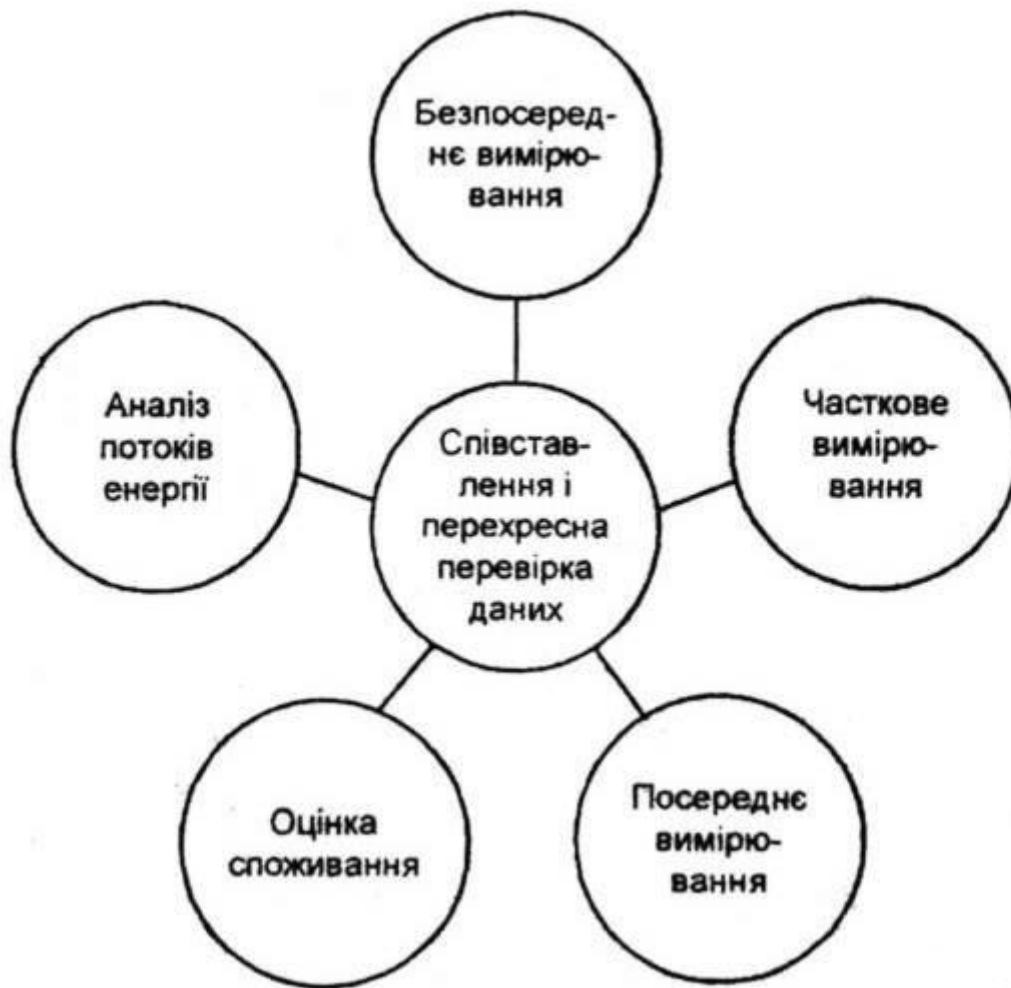 Безпосеред-
нє вимірю-
вання
Аналіз
потоків
енергії
Співстав-
лення і
перехресна
перевірка
даних
Часткове
вимірю-
вання
Оцінка
споживання
Посереднє
вимірю-
вання